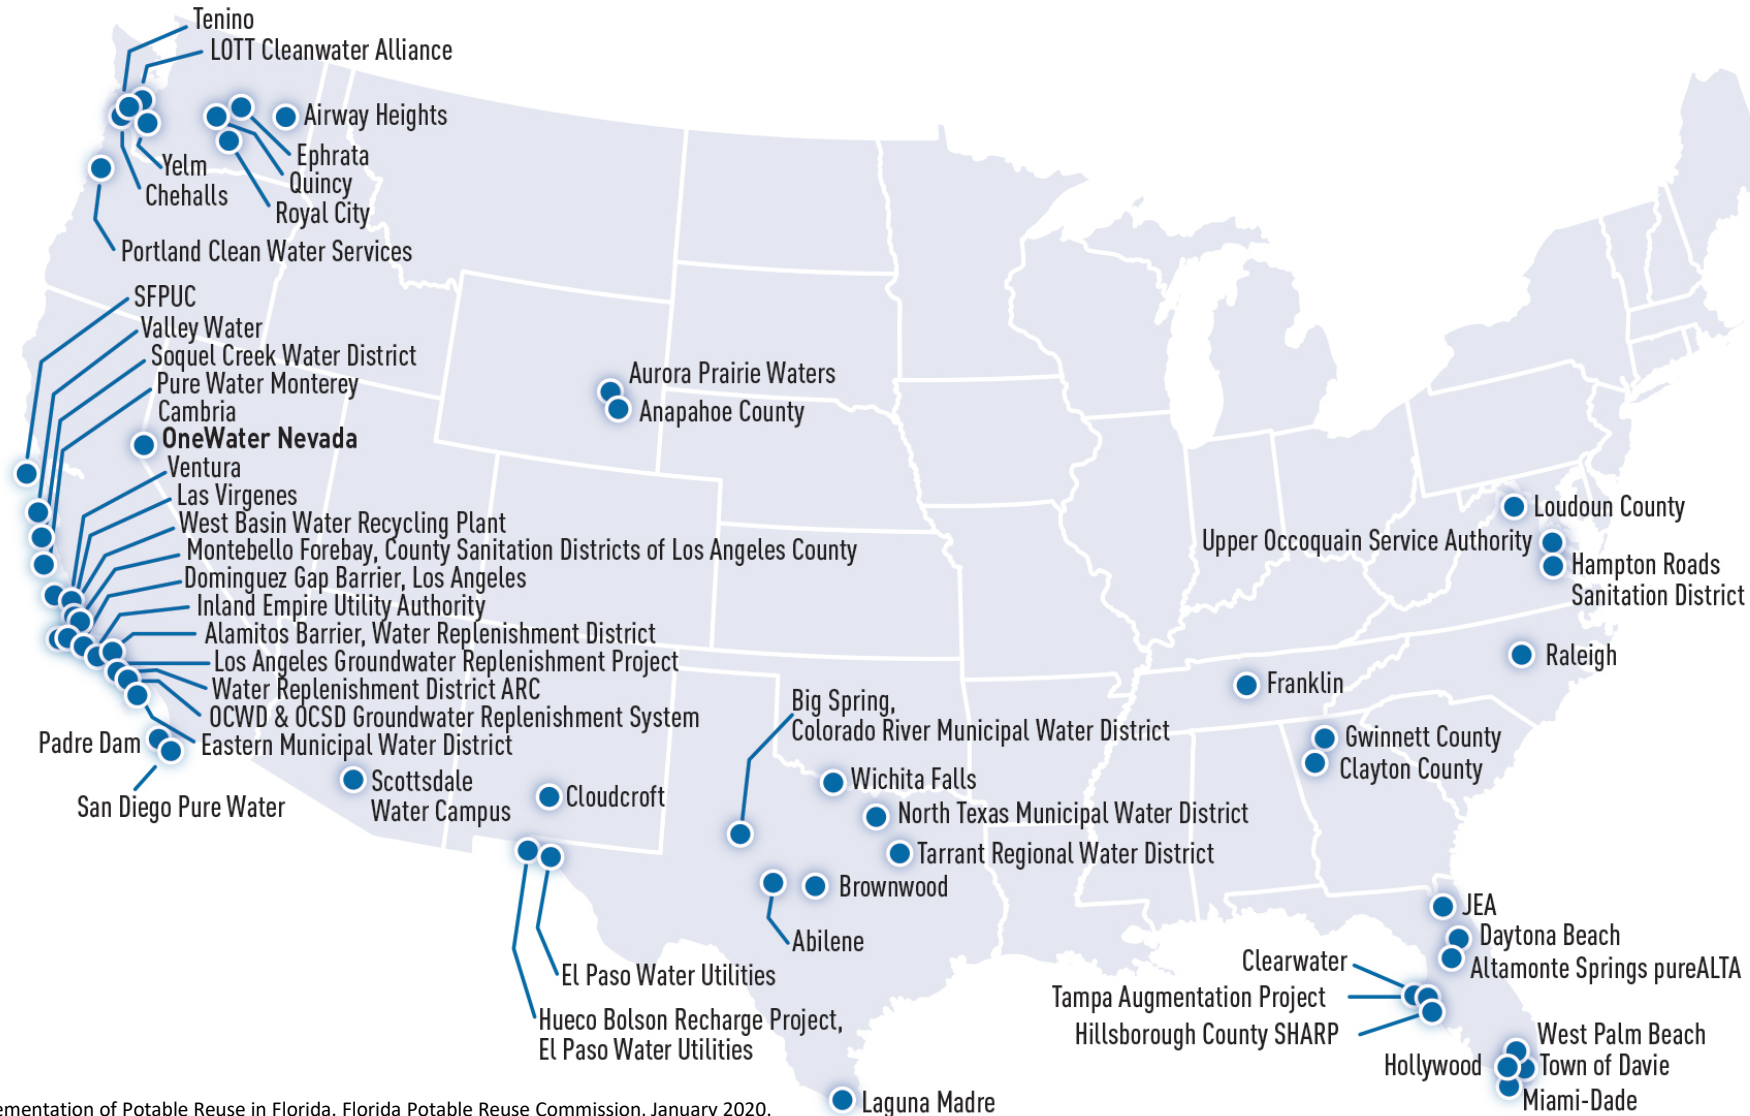 Tenino
LOTT Cleanwater Alliance
Airway Heights
Ephrata
Quincy
Royal City
Yelm
Chehalls
Portland Clean Water Services
SFPUC
Valley Water
Soquel Creek Water District
Pure Water Monterey
Cambria
OneWater Nevada
Ventura
Las Virgenes
West Basin Water Recycling Plant
Montebello Forebay, County Sanitation Districts of Los Angeles County
Dominguez Gap Barrier, Los Angeles
Inland Empire Utility Authority
Alamitos Barrier, Water Replenishment District
Los Angeles Groundwater Replenishment Project
Water Replenishment District ARC
OCWD & OCSD Groundwater Replenishment System
Eastern Municipal Water District
Padre Dam
San Diego Pure Water
Scottsdale
Water Campus
Cloudcroft
Aurora Prairie Waters
Anapahoe County
Big Spring,
Colorado River Municipal Water District
Wichita Falls
North Texas Municipal Water District
Tarrant Regional Water District
Brownwood
Abilene
El Paso Water Utilities
Hueco Bolson Recharge Project,
El Paso Water Utilities
Laguna Madre
Loudoun County
Upper Occoquain Service Authority
Hampton Roads
Sanitation District
Raleigh
Franklin
Gwinnett County
Clayton County
JEA
Daytona Beach
Altamonte Springs pureALTA
Clearwater
Tampa Augmentation Project
Hillsborough County SHARP
West Palm Beach
Hollywood
Town of Davie
Miami-Dade
ementation of Potable Reuse in Florida. Florida Potable Reuse Commission. January 2020.